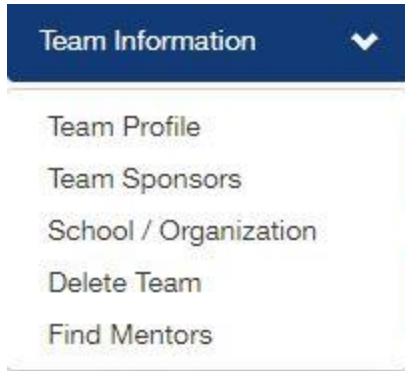 Team Information
Team Profile
Team Sponsors
School / Organization
Delete Team
Find Mentors